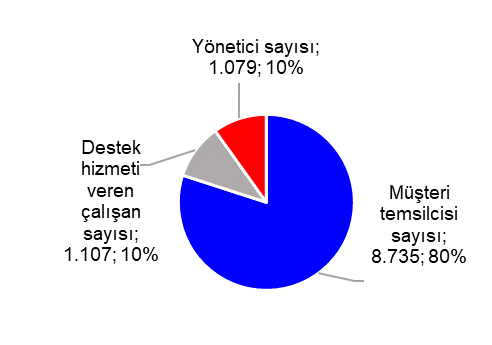 Yönetici sayısı;
1.079; 10%
Destek
hizmeti
veren
çalışan
sayısı;
1.107; 10%
Müşteri
temsilcisi
sayısı;
8.735; 80%